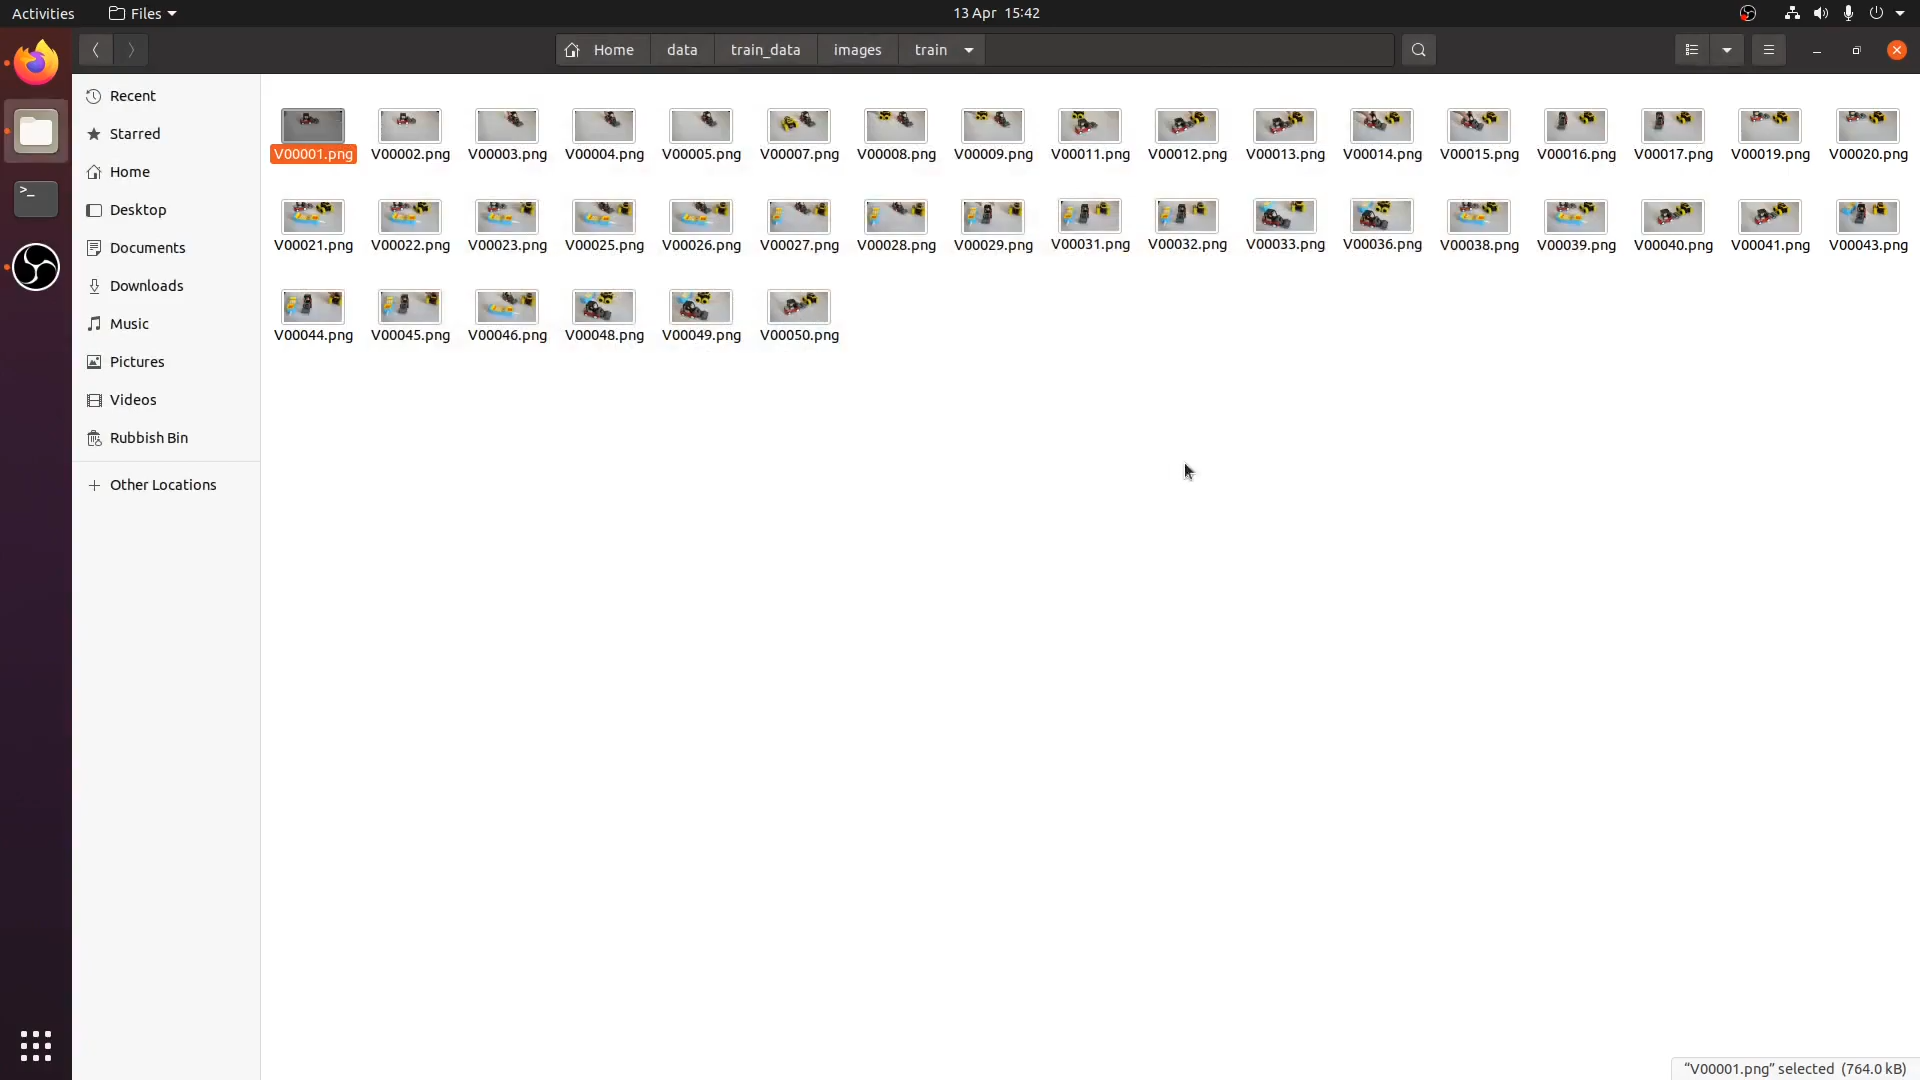 Activities Files 13 Apr 15:42
Home data train_data images train
Recent
Starred
Home
Desktop
Documents
Downloads
Music
Pictures
Videos
Rubbish Bin
Other Locations
V00001.png V00002.png V00003.png V00004.png V00005.png V00007.png V00008.png V00009.png V00011.png V00012.png V00013.png V00014.png V00015.png V00016.png V00017.png V00019.png V00020.png
V00021.png V00022.png V00023.png V00025.png V00026.png V00027.png V00028.png V00029.png V00031.png V00032.png V00033.png V00036.png V00038.png V00039.png V00040.png V00041.png V00043.png
V00044.png V00045.png V00046.png V00048.png V00049.png V00050.png
“V00001.png” selected (764.0 kB)